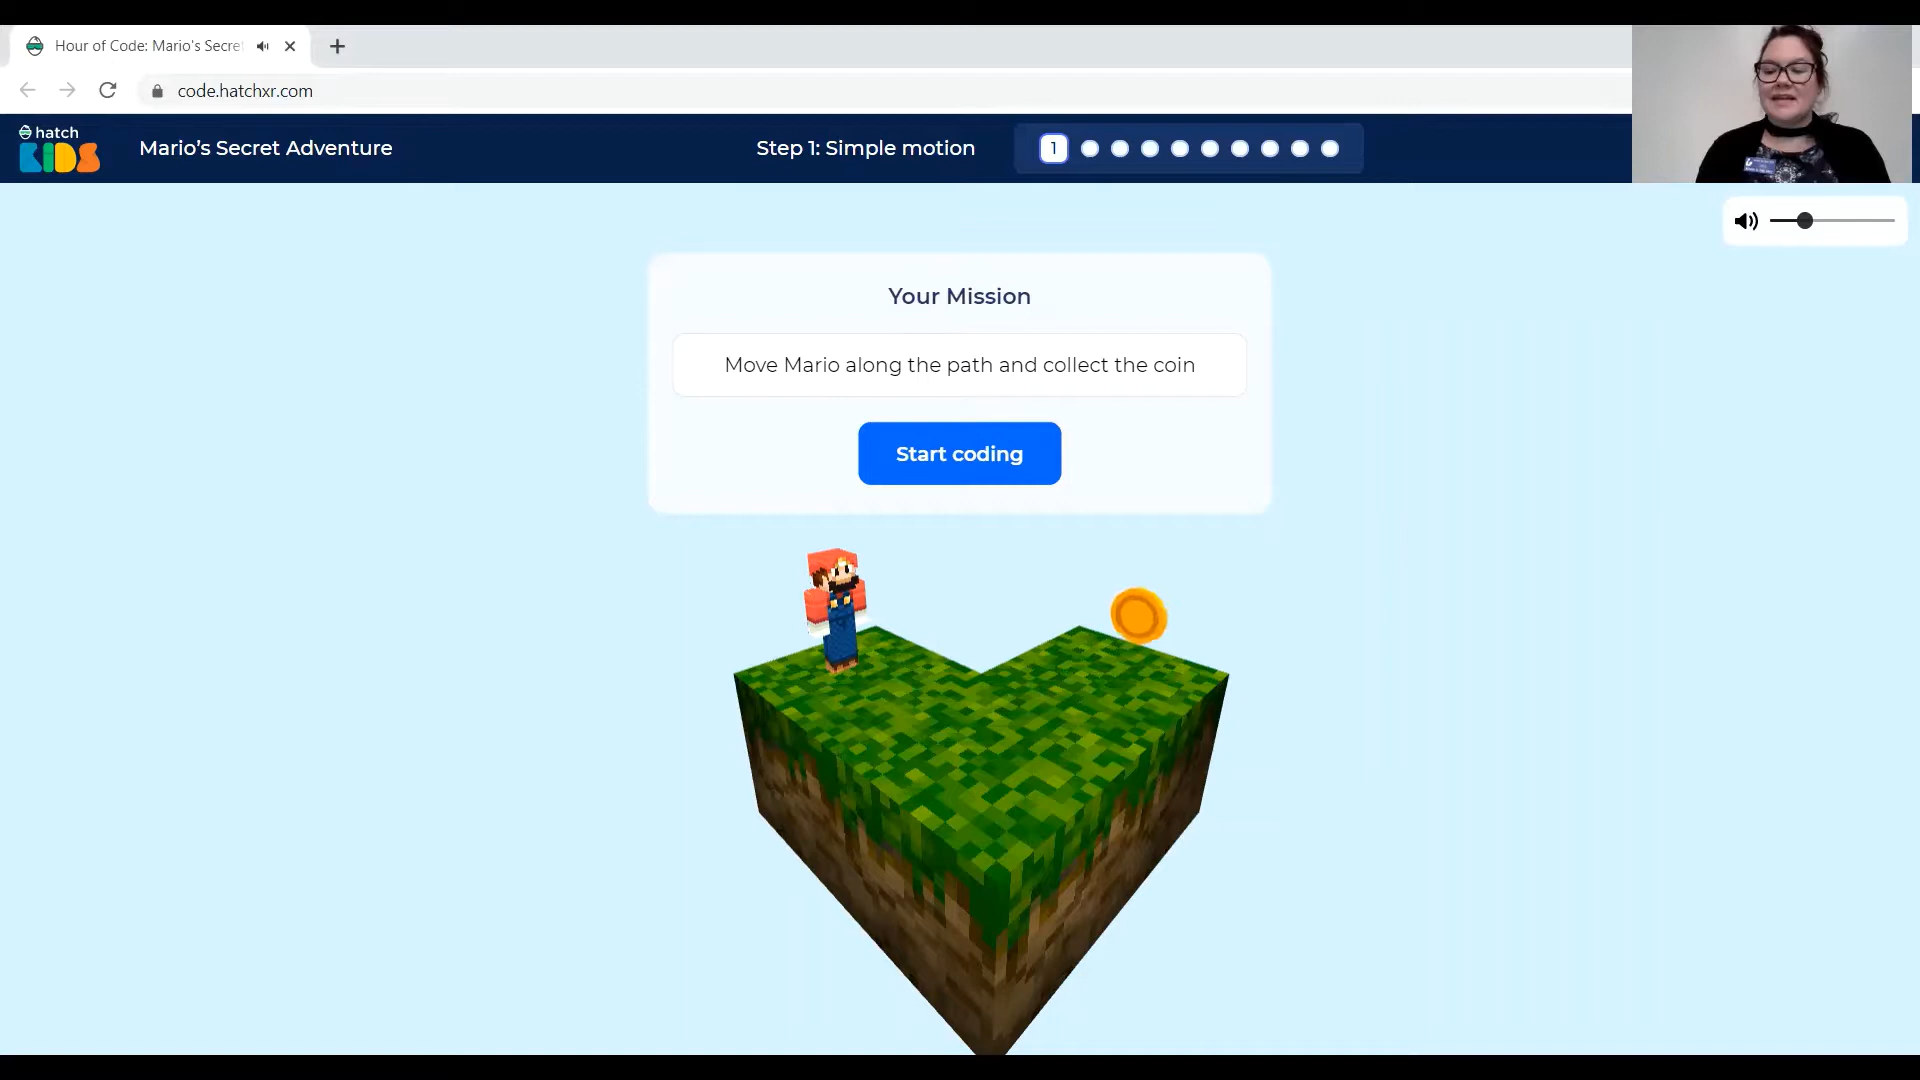 Hour of Code: Mario's Secre
code.hatchxr.com
hatch
KIDS
Mario's Secret Adventure
Step 1: Simple motion
1
Your Mission
Move Mario along the path and collect the coin
Start coding